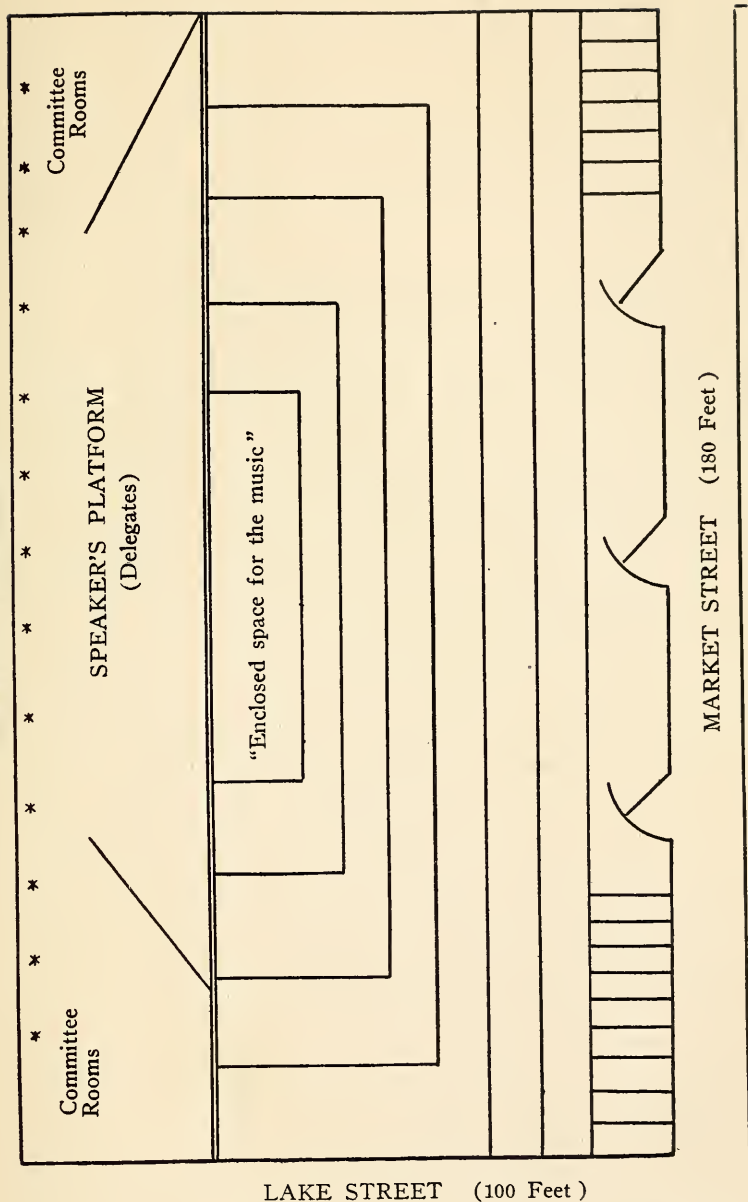 Committee
Rooms
SPEAKER'S PLATFORM
(Delegates)
Committee
Rooms
"Enclosed space for the music"
MARKET STREET (180 Feet)
LAKE STREET (100 Feet)